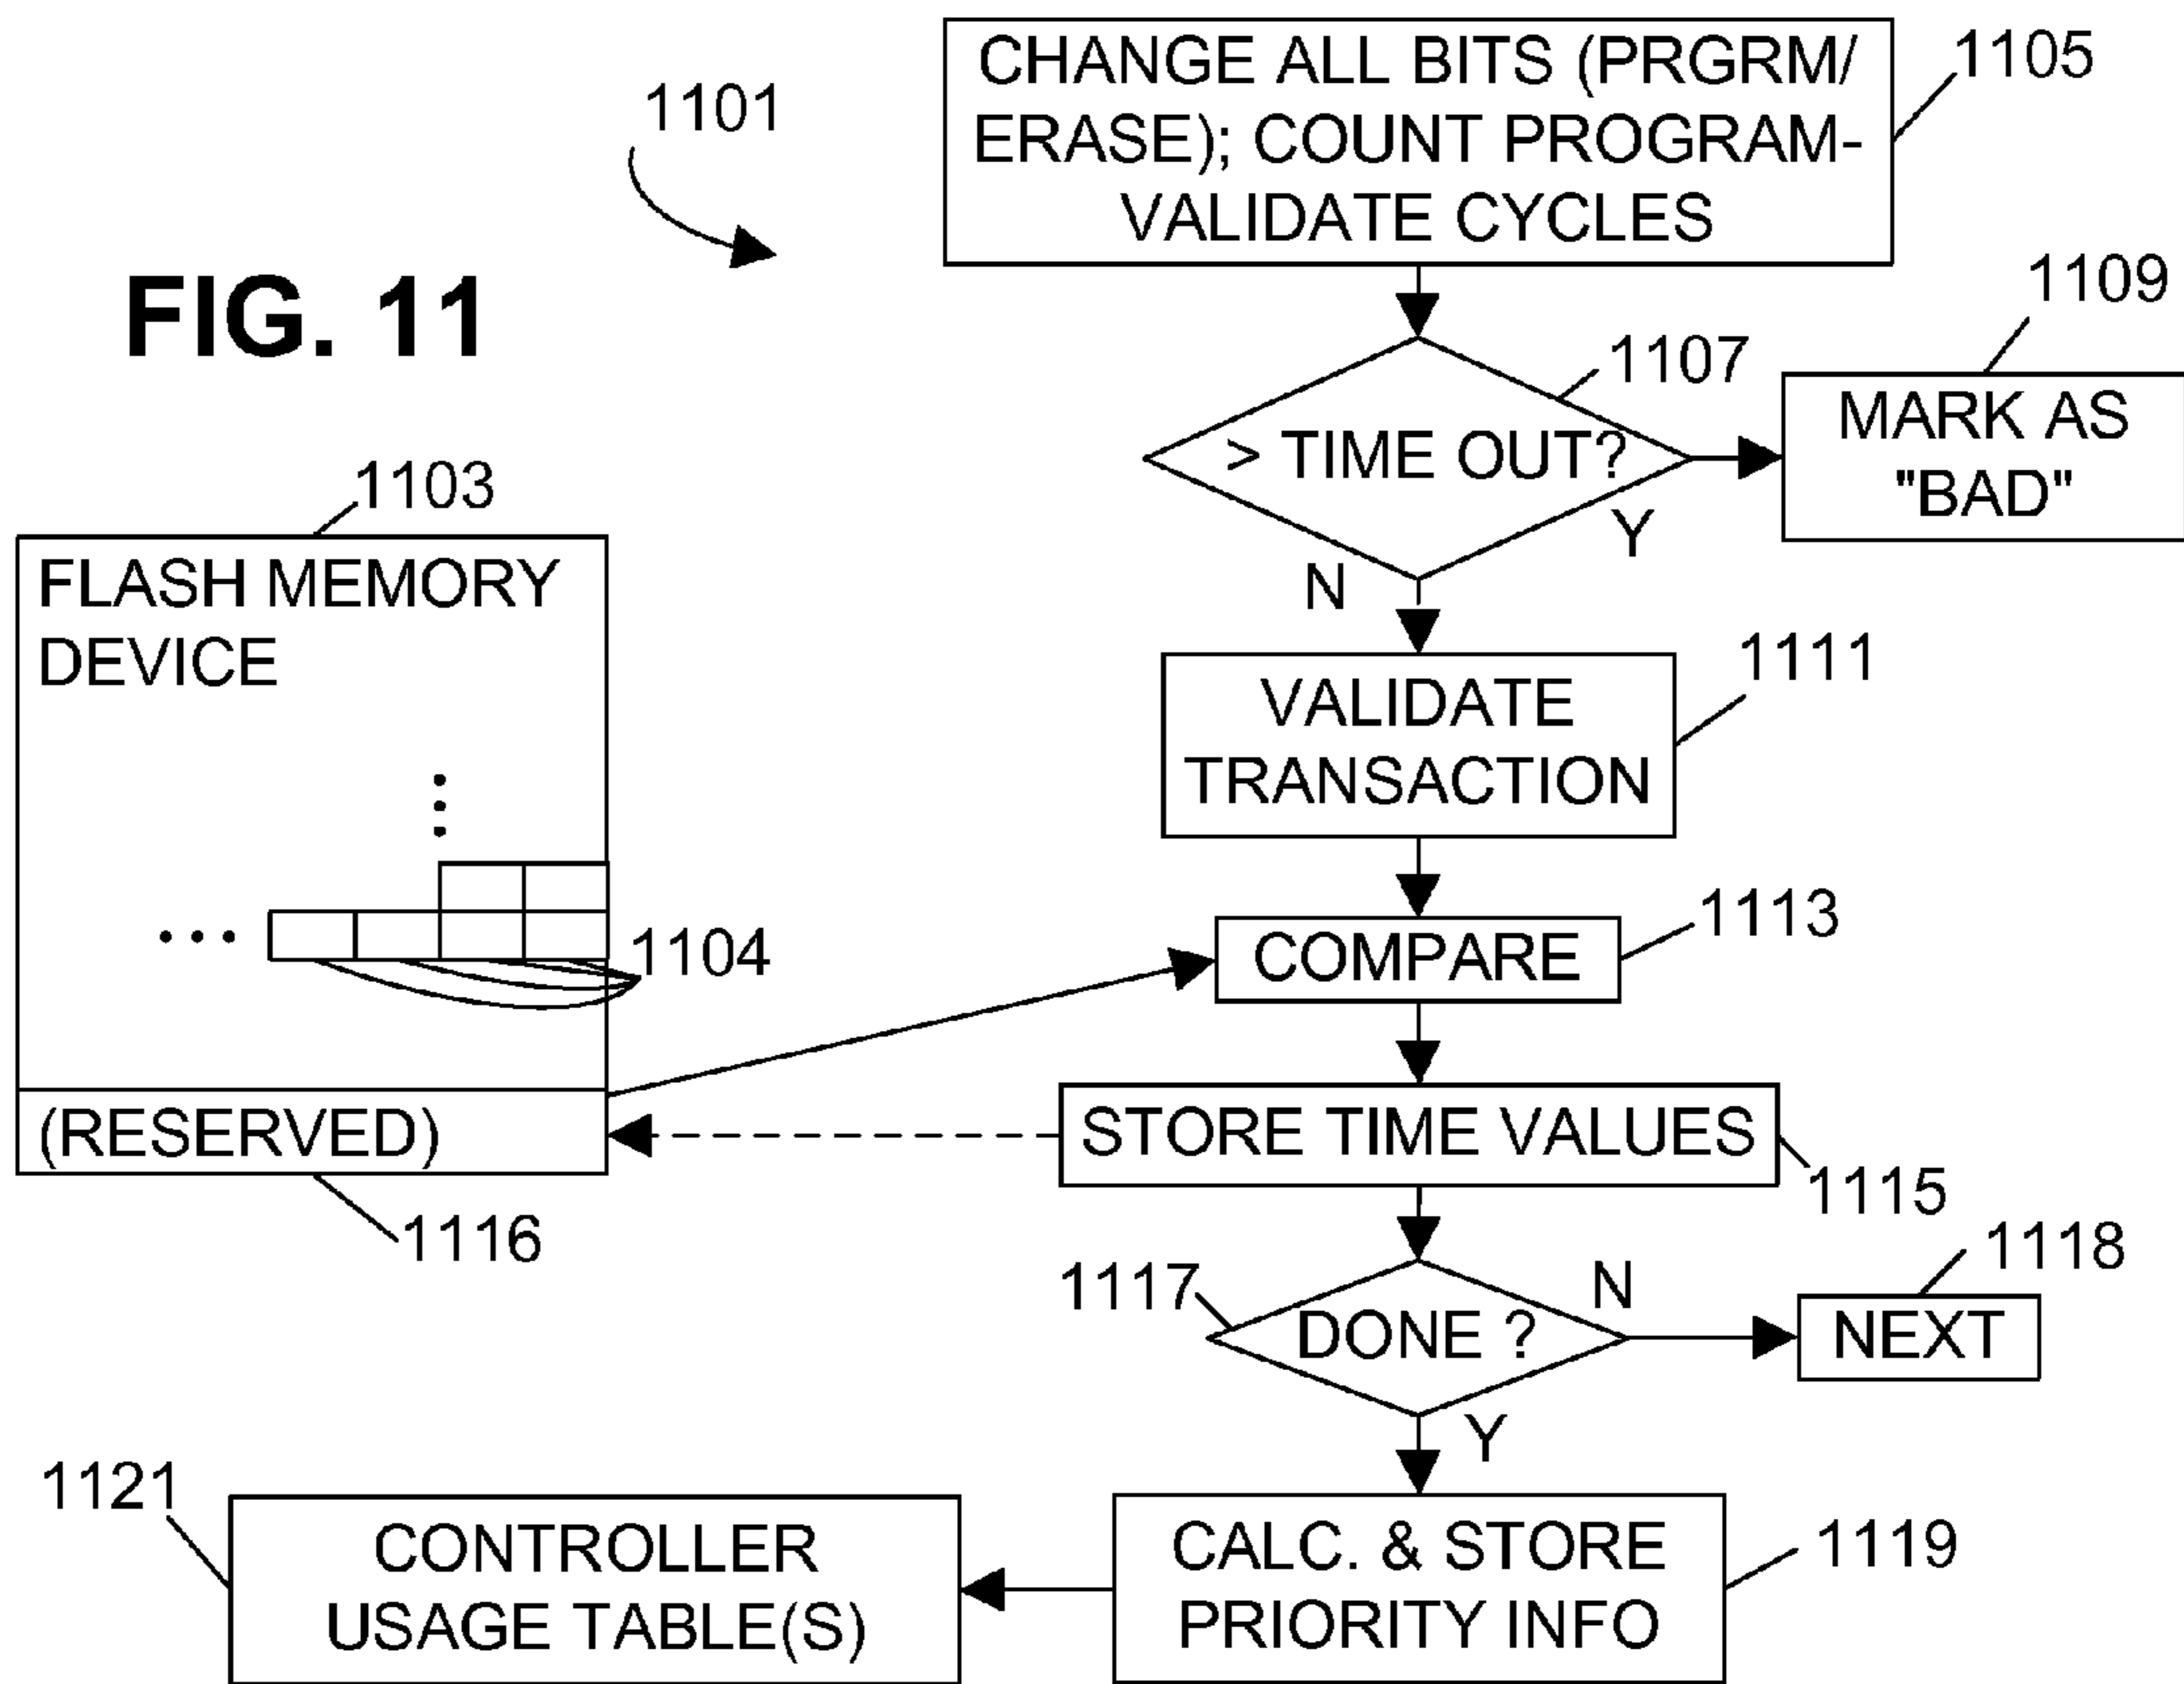 CHANGE ALL BITS (PRGRM/
ERASE); COUNT PROGRAM-
VALIDATE CYCLES
1105
1101
FIG. 11
1109
1107
> TIME OUT?
MARK AS
"BAD"
Y
N
1103
FLASH MEMORY
DEVICE
1111
VALIDATE
TRANSACTION
1113
COMPARE
1104
(RESERVED)
STORE TIME VALUES
1115
1116
1118
1117
N
DONE ?
NEXT
Y
1121
CONTROLLER
USAGE TABLE(S)
CALC. & STORE
PRIORITY INFO
1119